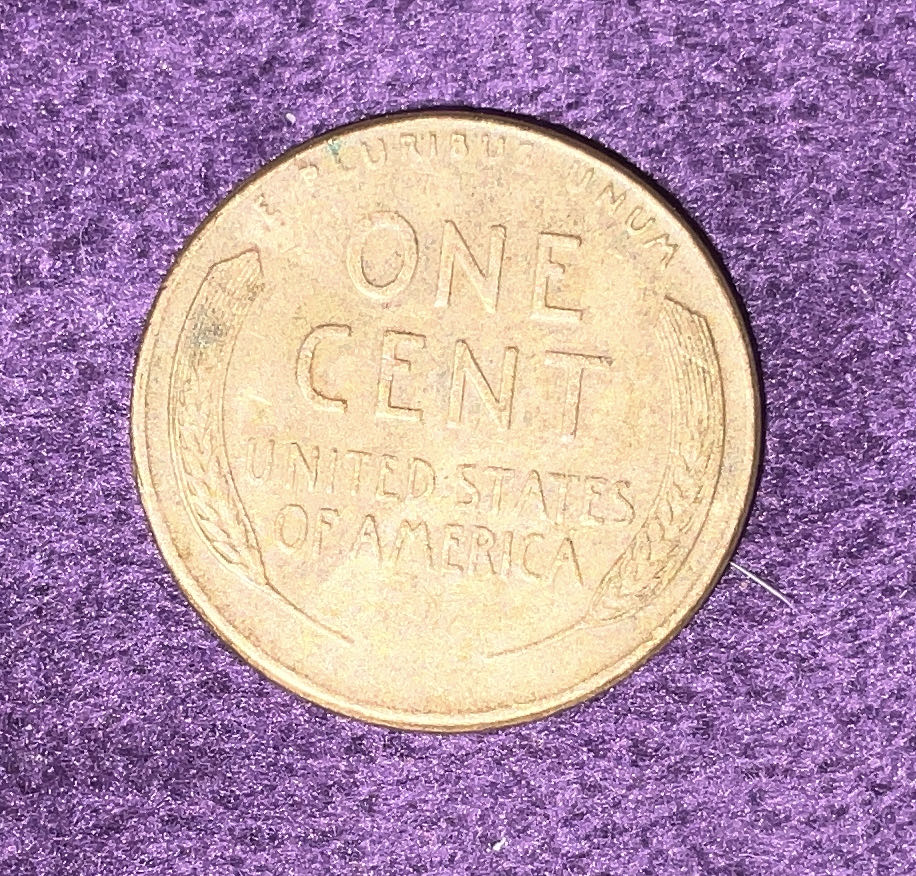 E PLURIBUS UNUM
ONE
CENT
UNITED·STATES
OF AMERICA